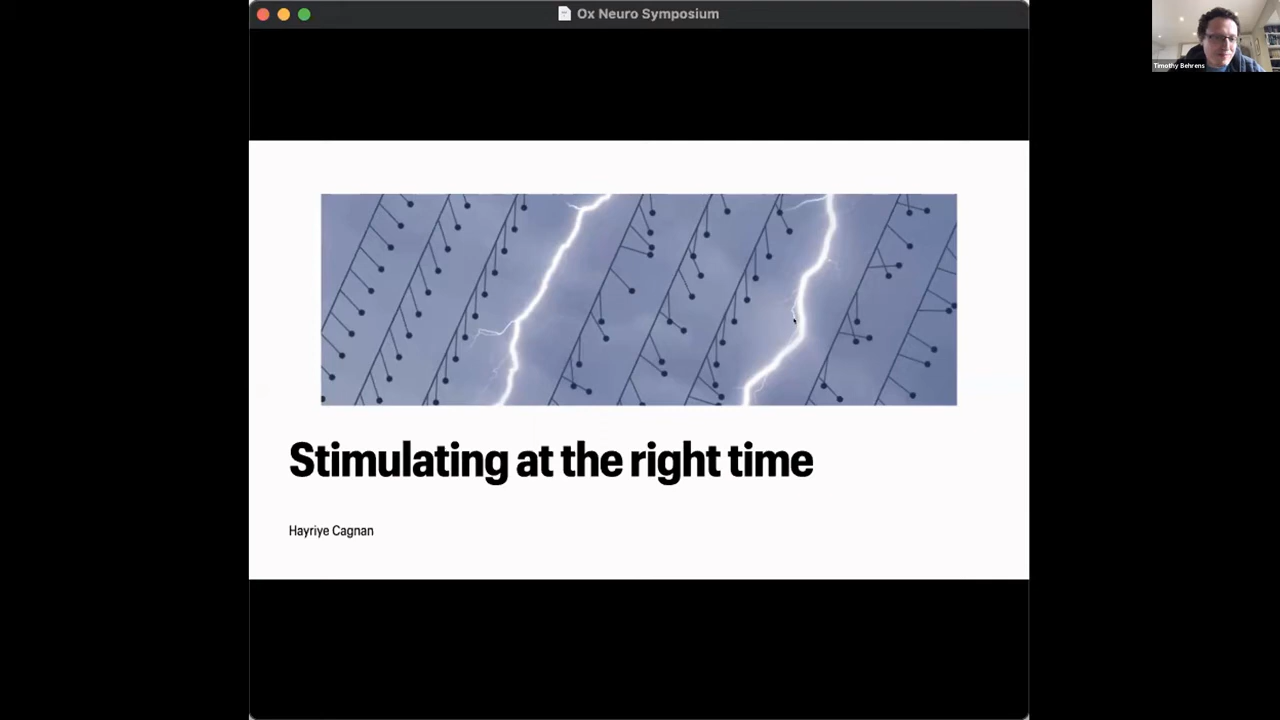 Ox Neuro Symposium
Timothy Behrens
Stimulating at the right time
Hayriye Cagnan